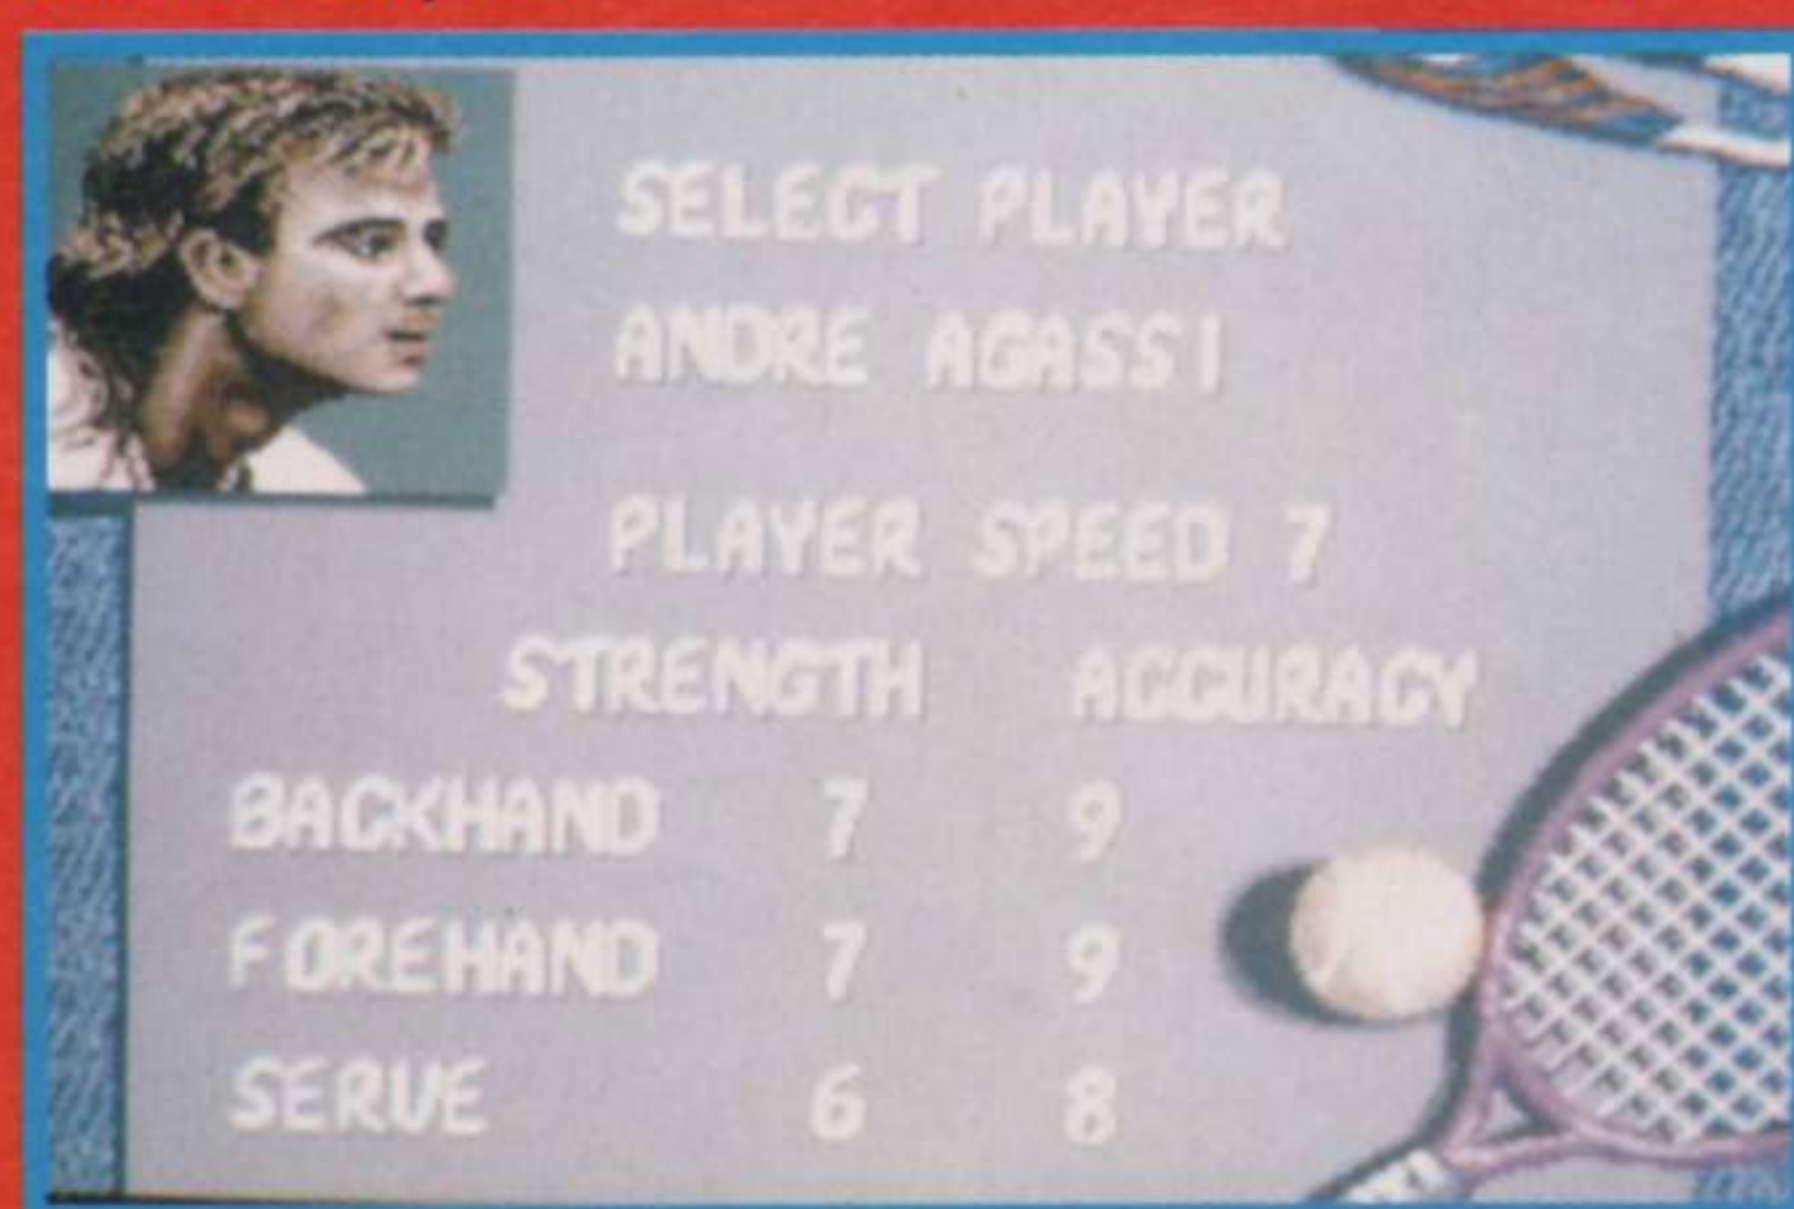 SELECT PLAYER
ANDRE AGASSI
PLAYER SPEED 7
STRENGTH ACCURACY
BACKHAND 7 9
FOREHAND 7 9
SERVE 6 8